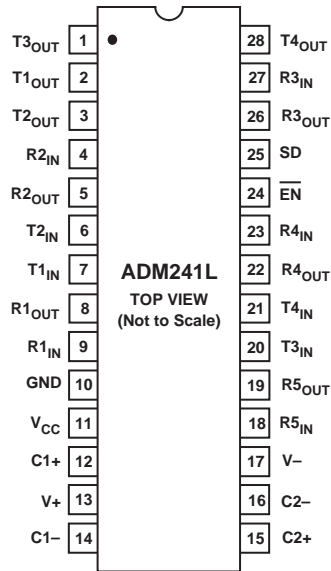 T3OUT 1 28 T4OUT
T1OUT 2 27 R3IN
T2OUT 3 26 R3OUT
R2IN 4 25 SD
R2OUT 5 24 E̅N̅
T2IN 6 23 R4IN
T1IN 7 ADM241L 22 R4OUT
R1OUT 8 TOP VIEW 21 T4IN
(Not to Scale)
R1IN 9 20 T3IN
GND 10 19 R5OUT
VCC 11 18 R5IN
C1+ 12 17 V–
V+ 13 16 C2–
C1– 14 15 C2+